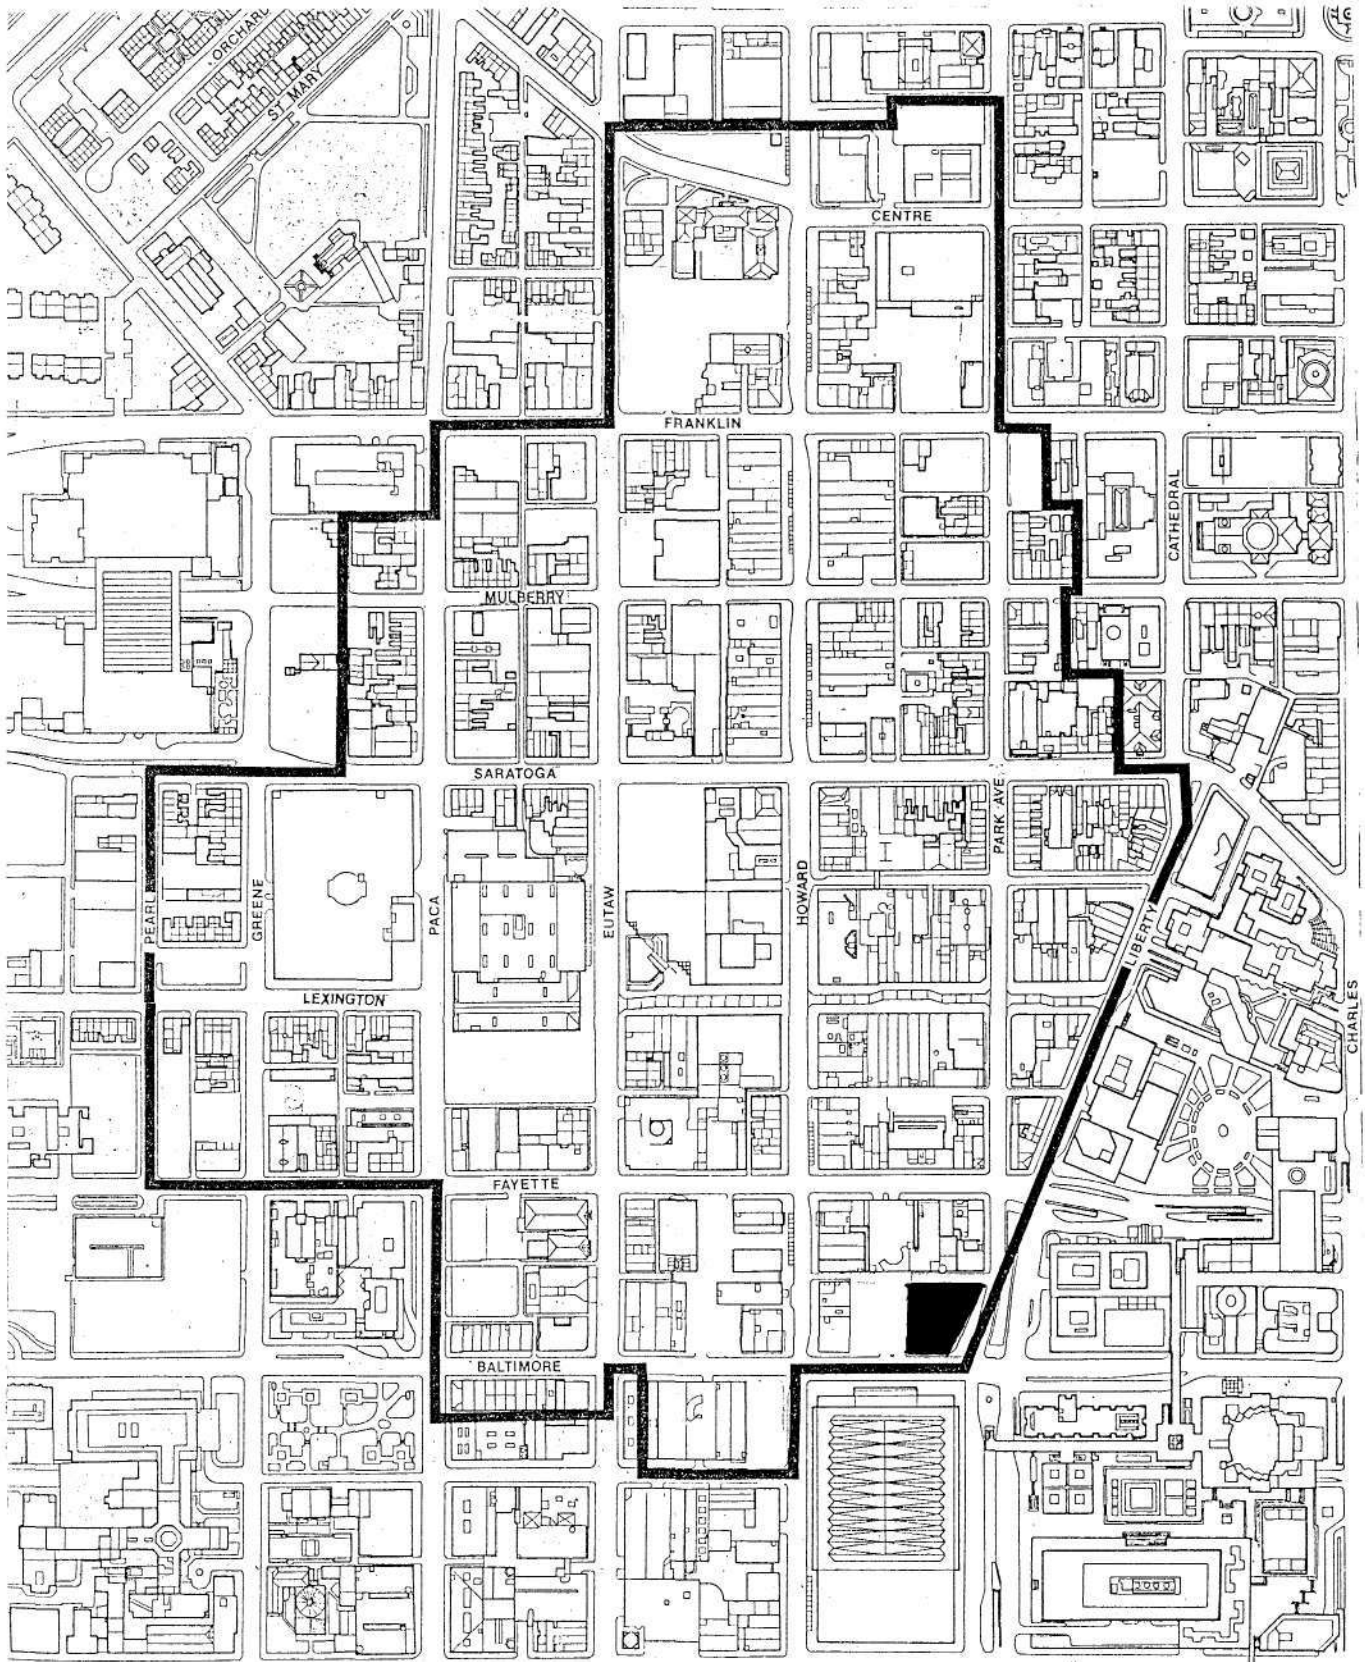 ORCHARD
ST MARY
CENTRE
FRANKLIN
CATHEDRAL
MULBERRY
SARATOGA
PARK AVE
PEARL
GREENE
PACA
EUTAW
HOWARD
LIBERTY
LEXINGTON
CHARLES
FAYETTE
BALTIMORE